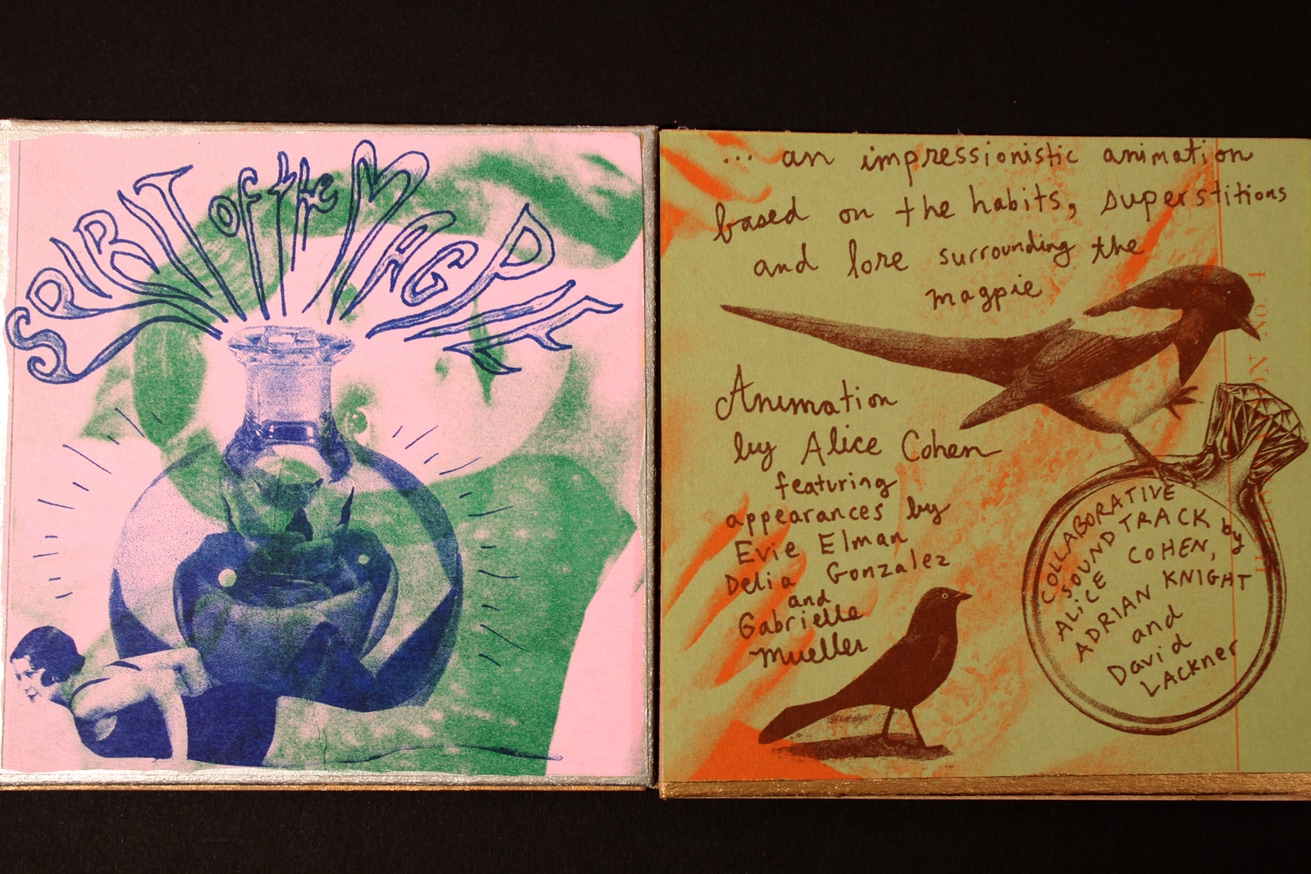 SPIRIT of the MAGPIE
... an impressionistic animation
based on the habits, superstitions
and lore surrounding the
magpie
Animation
by Alice Cohen
featuring
appearances by
Evie Elman
Delia Gonzalez
and
Gabrielle
Mueller
COLLABORATIVE
SOUNDTRACK by
ALICE COHEN,
ADRIAN KNIGHT
and
David
LACKNER